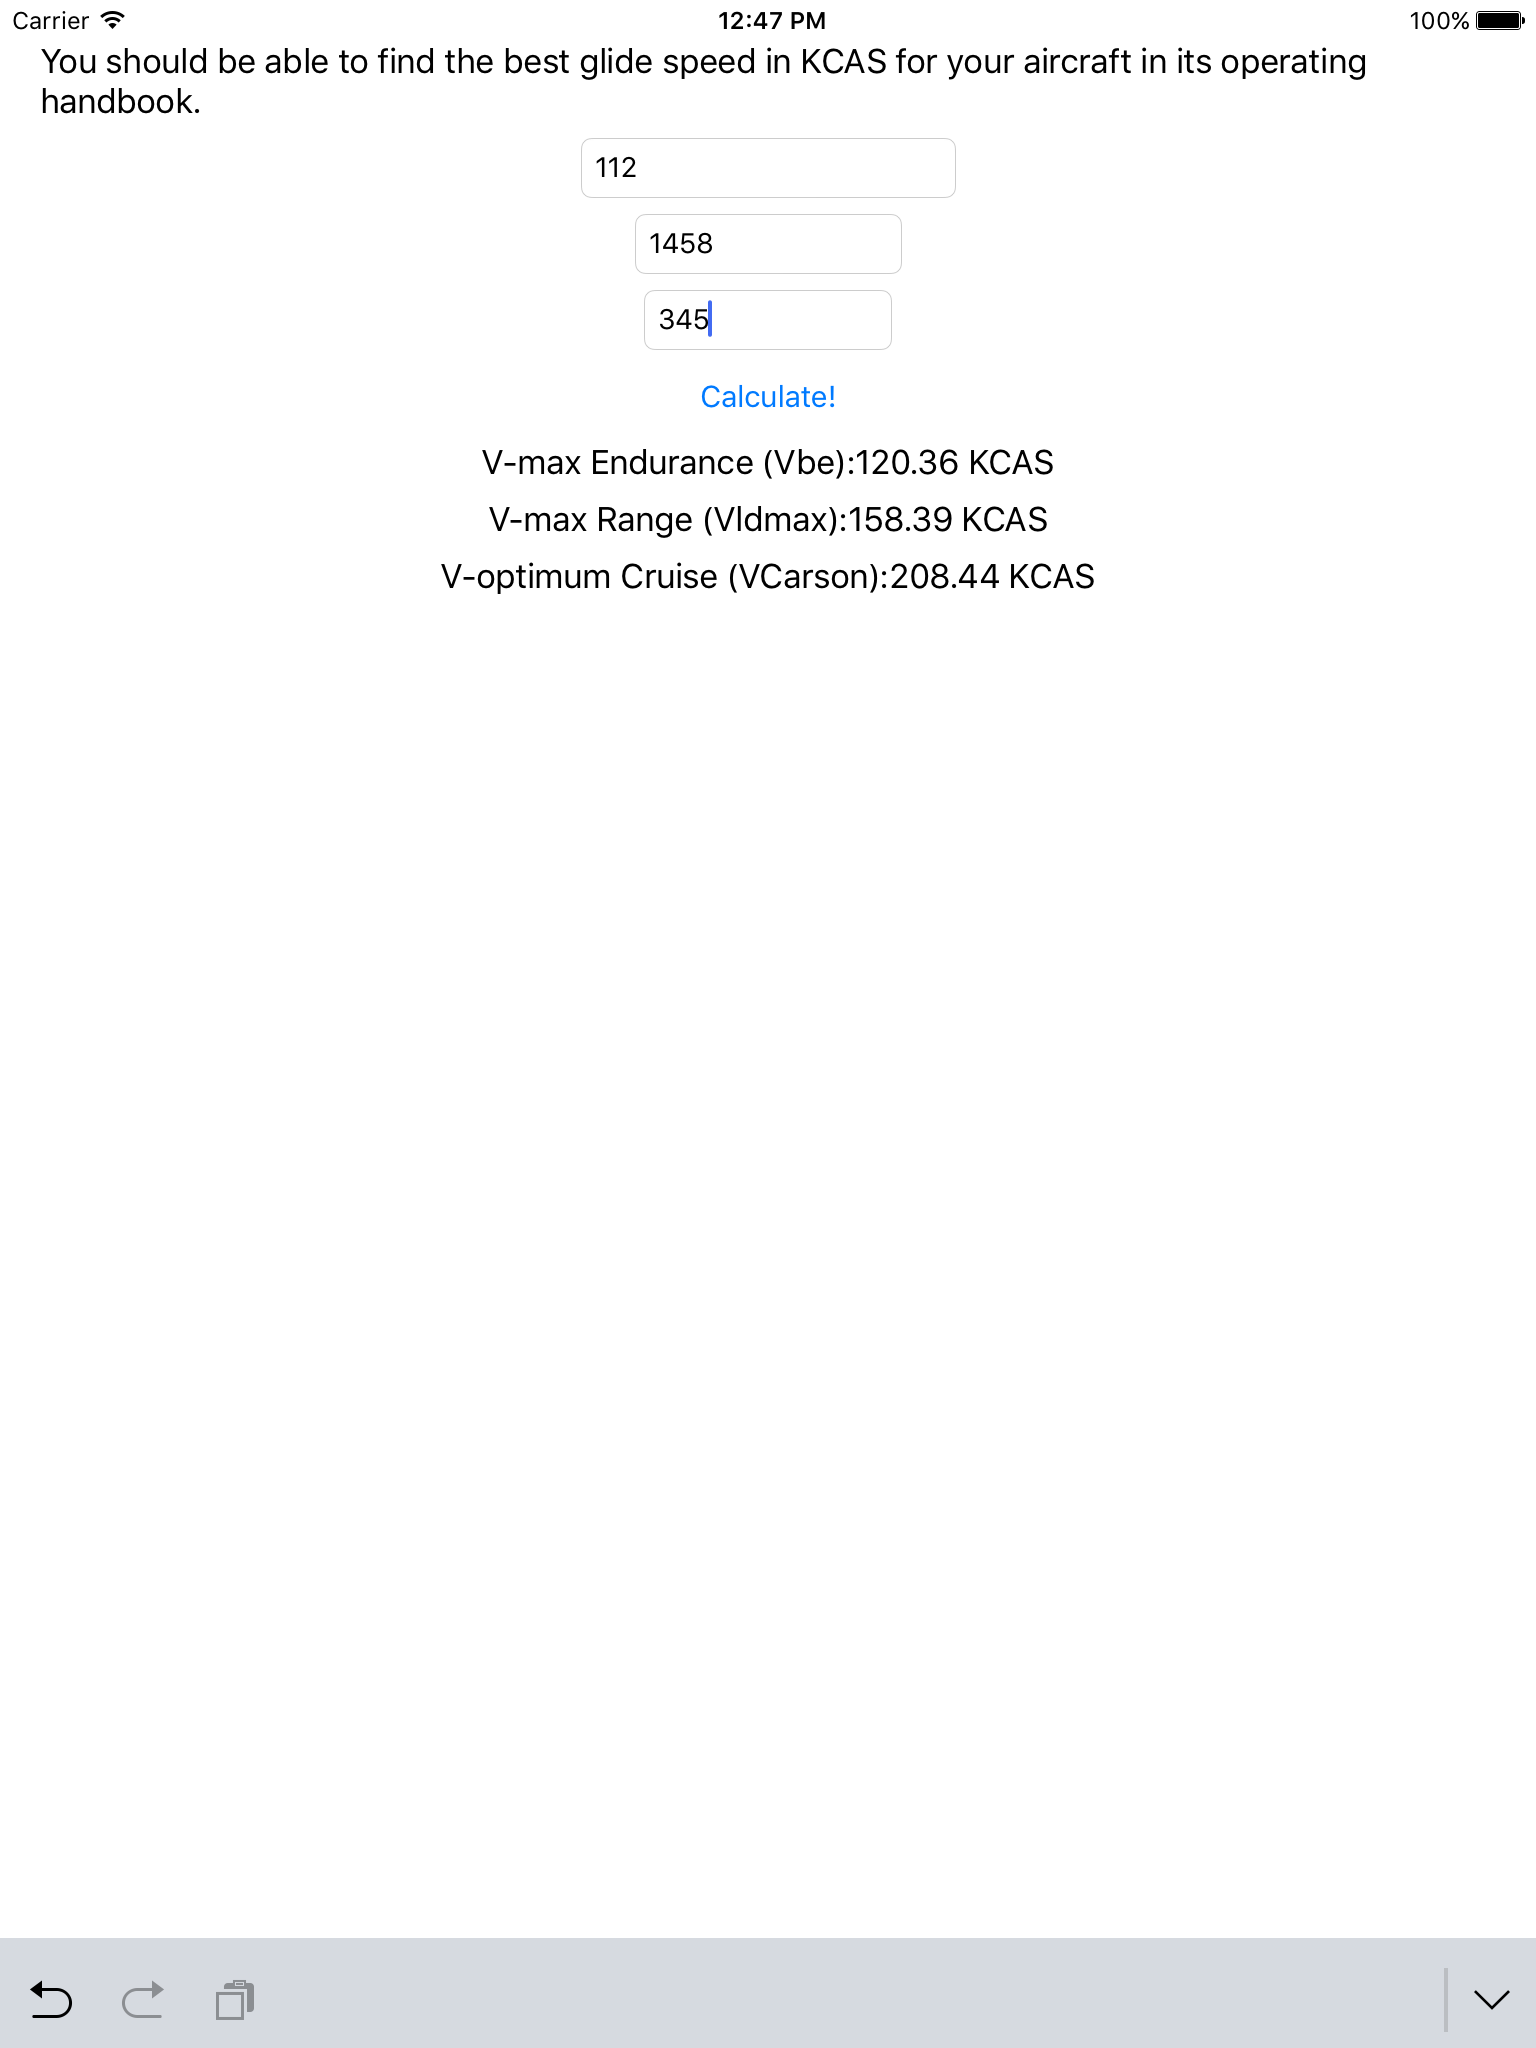 Carrier 12:47 PM 100%
You should be able to find the best glide speed in KCAS for your aircraft in its operating
handbook.
112
1458
345
Calculate!
V-max Endurance (Vbe):120.36 KCAS
V-max Range (Vldmax):158.39 KCAS
V-optimum Cruise (VCarson):208.44 KCAS